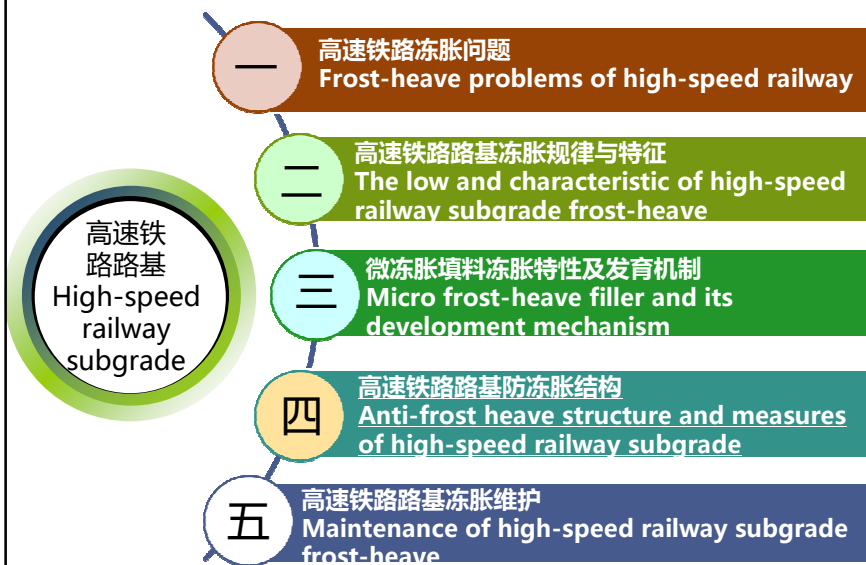 一
高速铁路冻胀问题
Frost-heave problems of high-speed railway
二
高速铁路路基冻胀规律与特征
The low and characteristic of high-speed
railway subgrade frost-heave
高速铁
路路基
High-speed
railway
subgrade
三
微冻胀填料冻胀特性及发育机制
Micro frost-heave filler and its
development mechanism
四
高速铁路路基防冻胀结构
Anti-frost heave structure and measures
of high-speed railway subgrade
五
高速铁路路基冻胀维护
Maintenance of high-speed railway subgrade
frost-heave